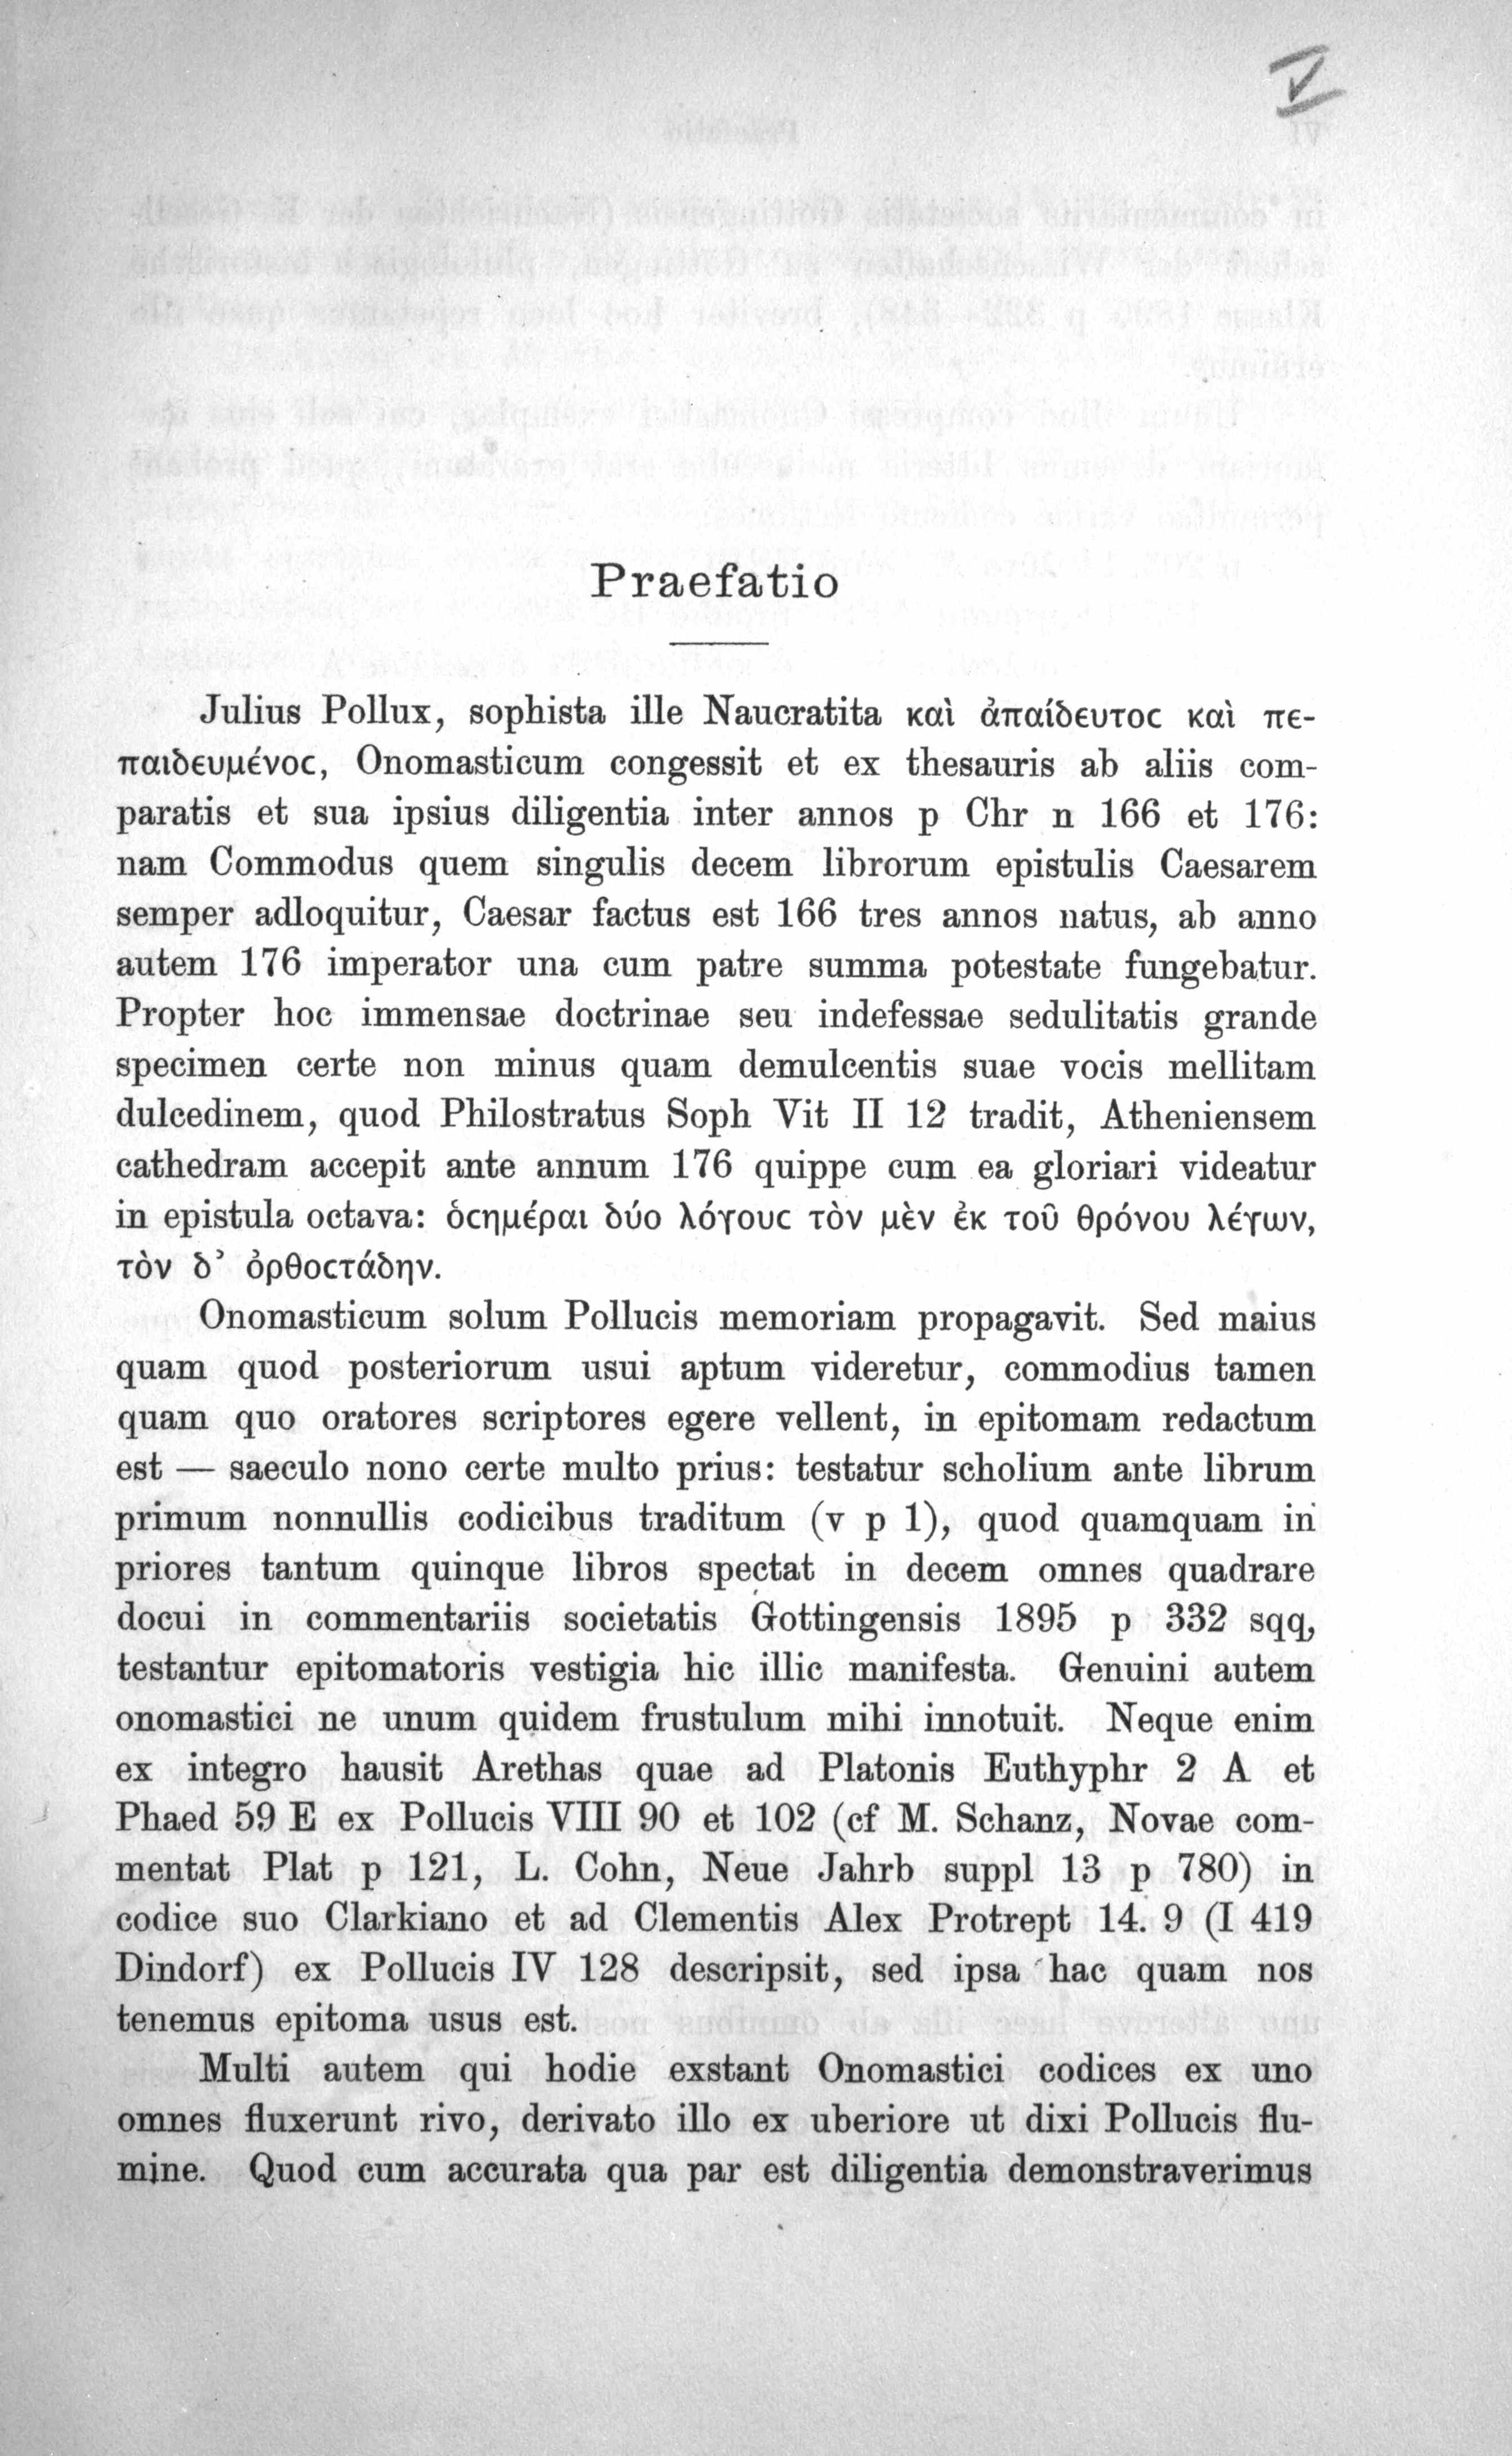 V
Praefatio
Julius Pollux, sophista ille Naucratita καὶ ἀπαίδευτοϲ καὶ πε-
παιδευμένοϲ, Onomasticum congessit et ex thesauris ab aliis com-
paratis et sua ipsius diligentia inter annos p Chr n 166 et 176:
nam Commodus quem singulis decem librorum epistulis Caesarem
semper adloquitur, Caesar factus est 166 tres annos natus, ab anno
autem 176 imperator una cum patre summa potestate fungebatur.
Propter hoc immensae doctrinae seu indefessae sedulitatis grande
specimen certe non minus quam demulcentis suae vocis mellitam
dulcedinem, quod Philostratus Soph Vit II 12 tradit, Atheniensem
cathedram accepit ante annum 176 quippe cum ea gloriari videatur
in epistula octava: ὁϲημέραι δύο λόγουϲ τὸν μὲν ἐκ τοῦ θρόνου λέγων,
τὸν δ’ ὀρθοϲτάδην.
Onomasticum solum Pollucis memoriam propagavit. Sed maius
quam quod posteriorum usui aptum videretur, commodius tamen
quam quo oratores scriptores egere vellent, in epitomam redactum
est — saeculo nono certe multo prius: testatur scholium ante librum
primum nonnullis codicibus traditum (v p 1), quod quamquam in
priores tantum quinque libros spectat in decem omnes quadrare
docui in commentariis societatis Gottingensis 1895 p 332 sqq,
testantur epitomatoris vestigia hic illic manifesta. Genuini autem
onomastici ne unum quidem frustulum mihi innotuit. Neque enim
ex integro hausit Arethas quae ad Platonis Euthyphr 2 A et
Phaed 59 E ex Pollucis VIII 90 et 102 (cf M. Schanz, Novae com-
mentat Plat p 121, L. Cohn, Neue Jahrb suppl 13 p 780) in
codice suo Clarkiano et ad Clementis Alex Protrept 14. 9 (I 419
Dindorf) ex Pollucis IV 128 descripsit, sed ipsa hac quam nos
tenemus epitoma usus est.
Multi autem qui hodie exstant Onomastici codices ex uno
omnes fluxerunt rivo, derivato illo ex uberiore ut dixi Pollucis flu-
mine. Quod cum accurata qua par est diligentia demonstraverimus